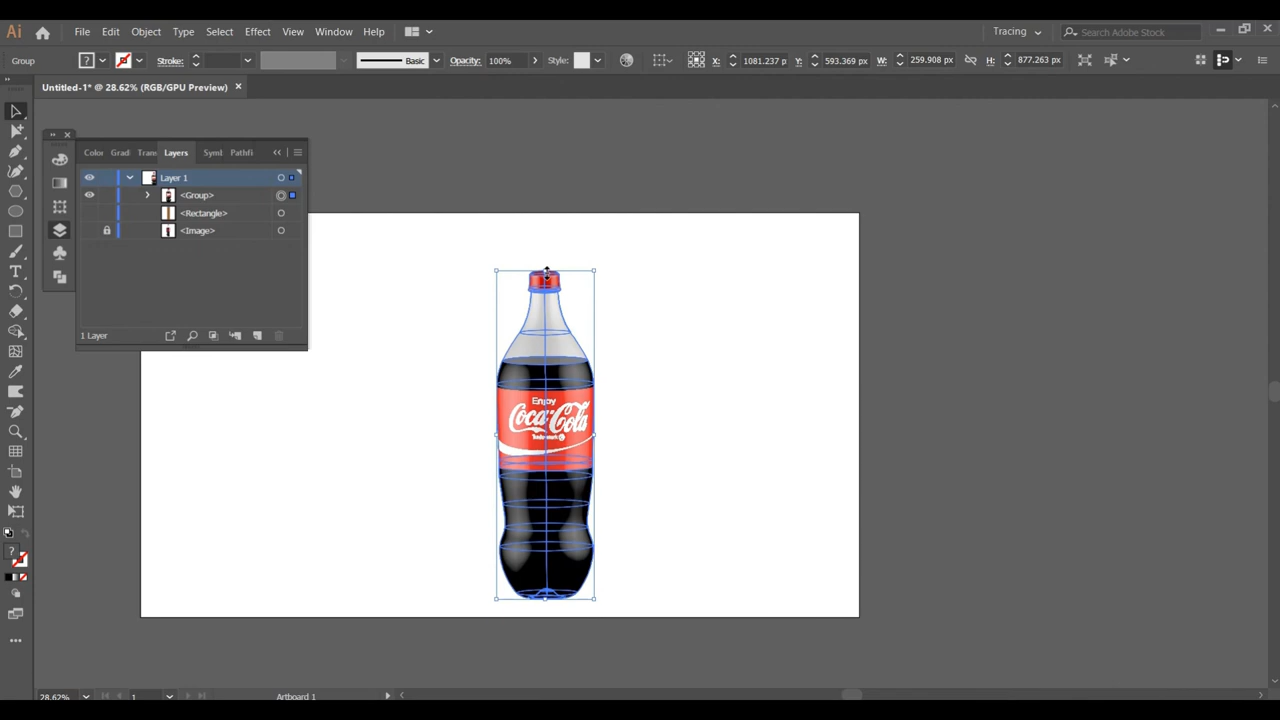 Ai File Edit Object Type Select Effect View Window Help Tracing Search Adobe Stock
Group ? Stroke: Basic Opacity: 100% Style: X: 1081.237 p Y: 593.369 px W: 259.908 px H: 877.263 px
Untitled-1* @ 28.62% (RGB/GPU Preview) ×
Color Grad Tran Layers Syml Pathfi
Layer 1
<Group>
<Rectangle>
<Image>
1 Layer
Enjoy
Coca-Cola
Trademark ®
?
28.62% 1 Artboard 1